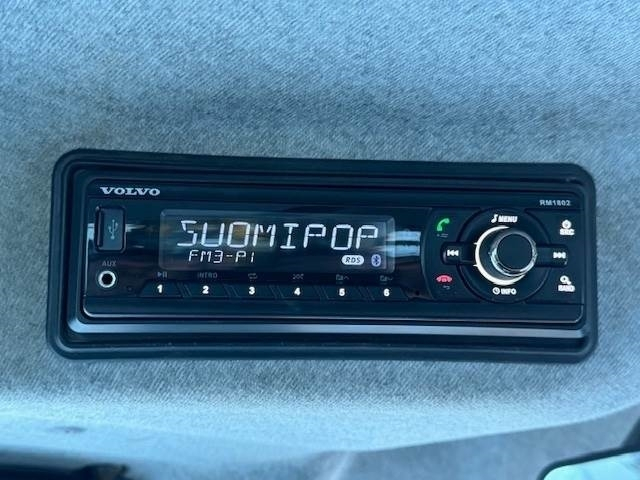 VOLVO
RM1802
MENU
SRC
SUOMIPOP
FM3-P1
RDS
AUX
INTRO
1 2 3 4 5 6
INFO
BAND